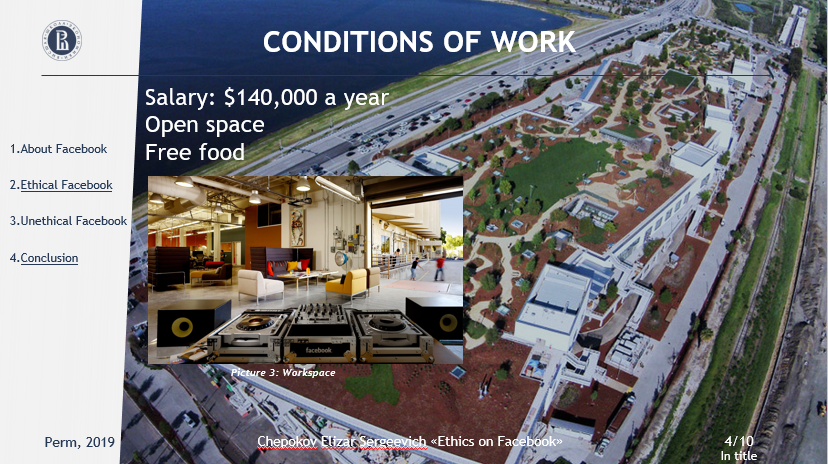 CONDITIONS OF WORK
Salary: $140,000 a year
Open space
Free food
1.About Facebook
2.Ethical Facebook
3.Unethical Facebook
4.Conclusion
facebook
Picture 3: Workspace
Perm, 2019
Chepokov Elizar Sergeevich «Ethics on Facebook»
4/10
In title